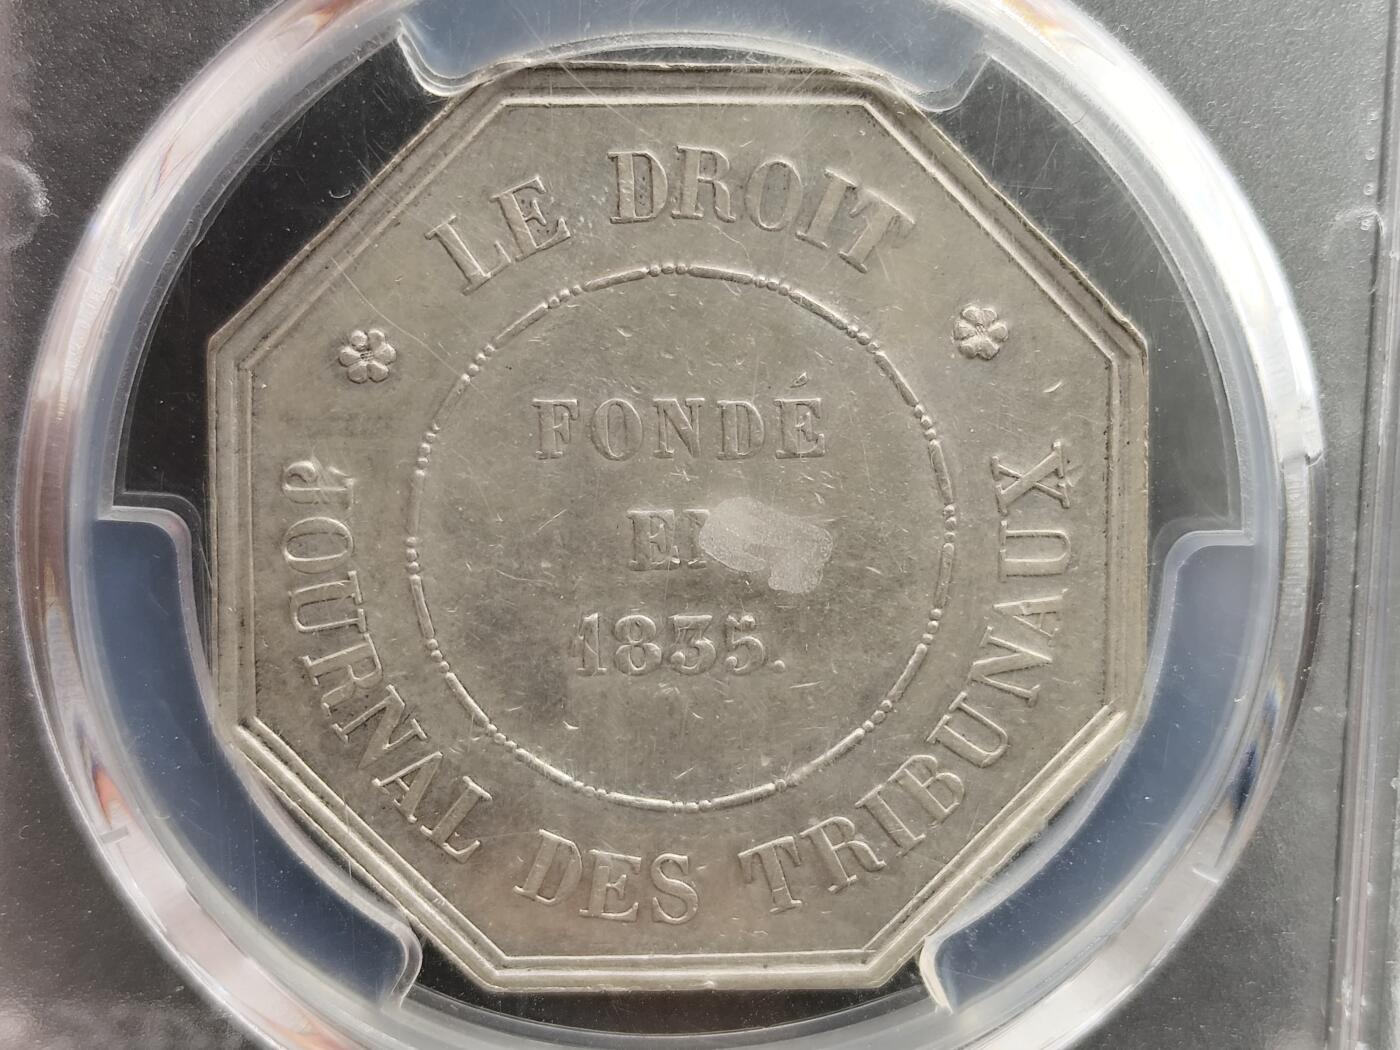 LE DROIT
FONDÉ
1835.
JOURNAL DES TRIBUNAUX